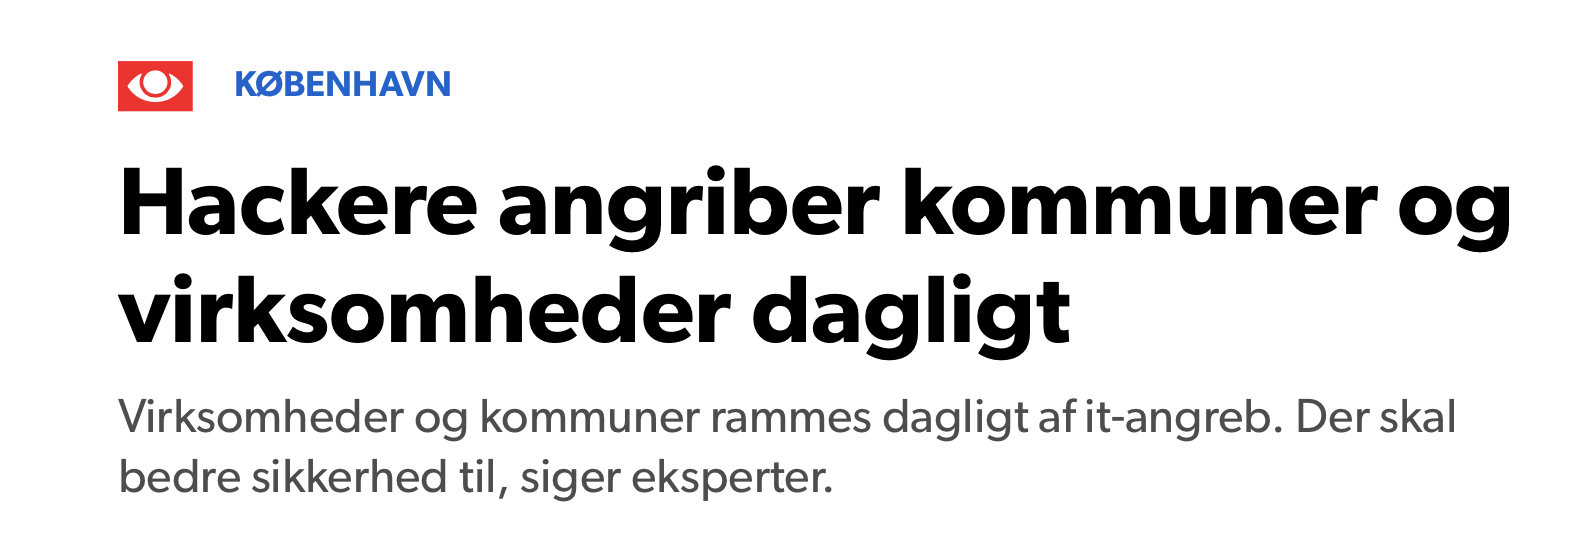 KØBENHAVN
Hackere angriber kommuner og
virksomheder dagligt
Virksomheder og kommuner rammes dagligt af it-angreb. Der skal
bedre sikkerhed til, siger eksperter.